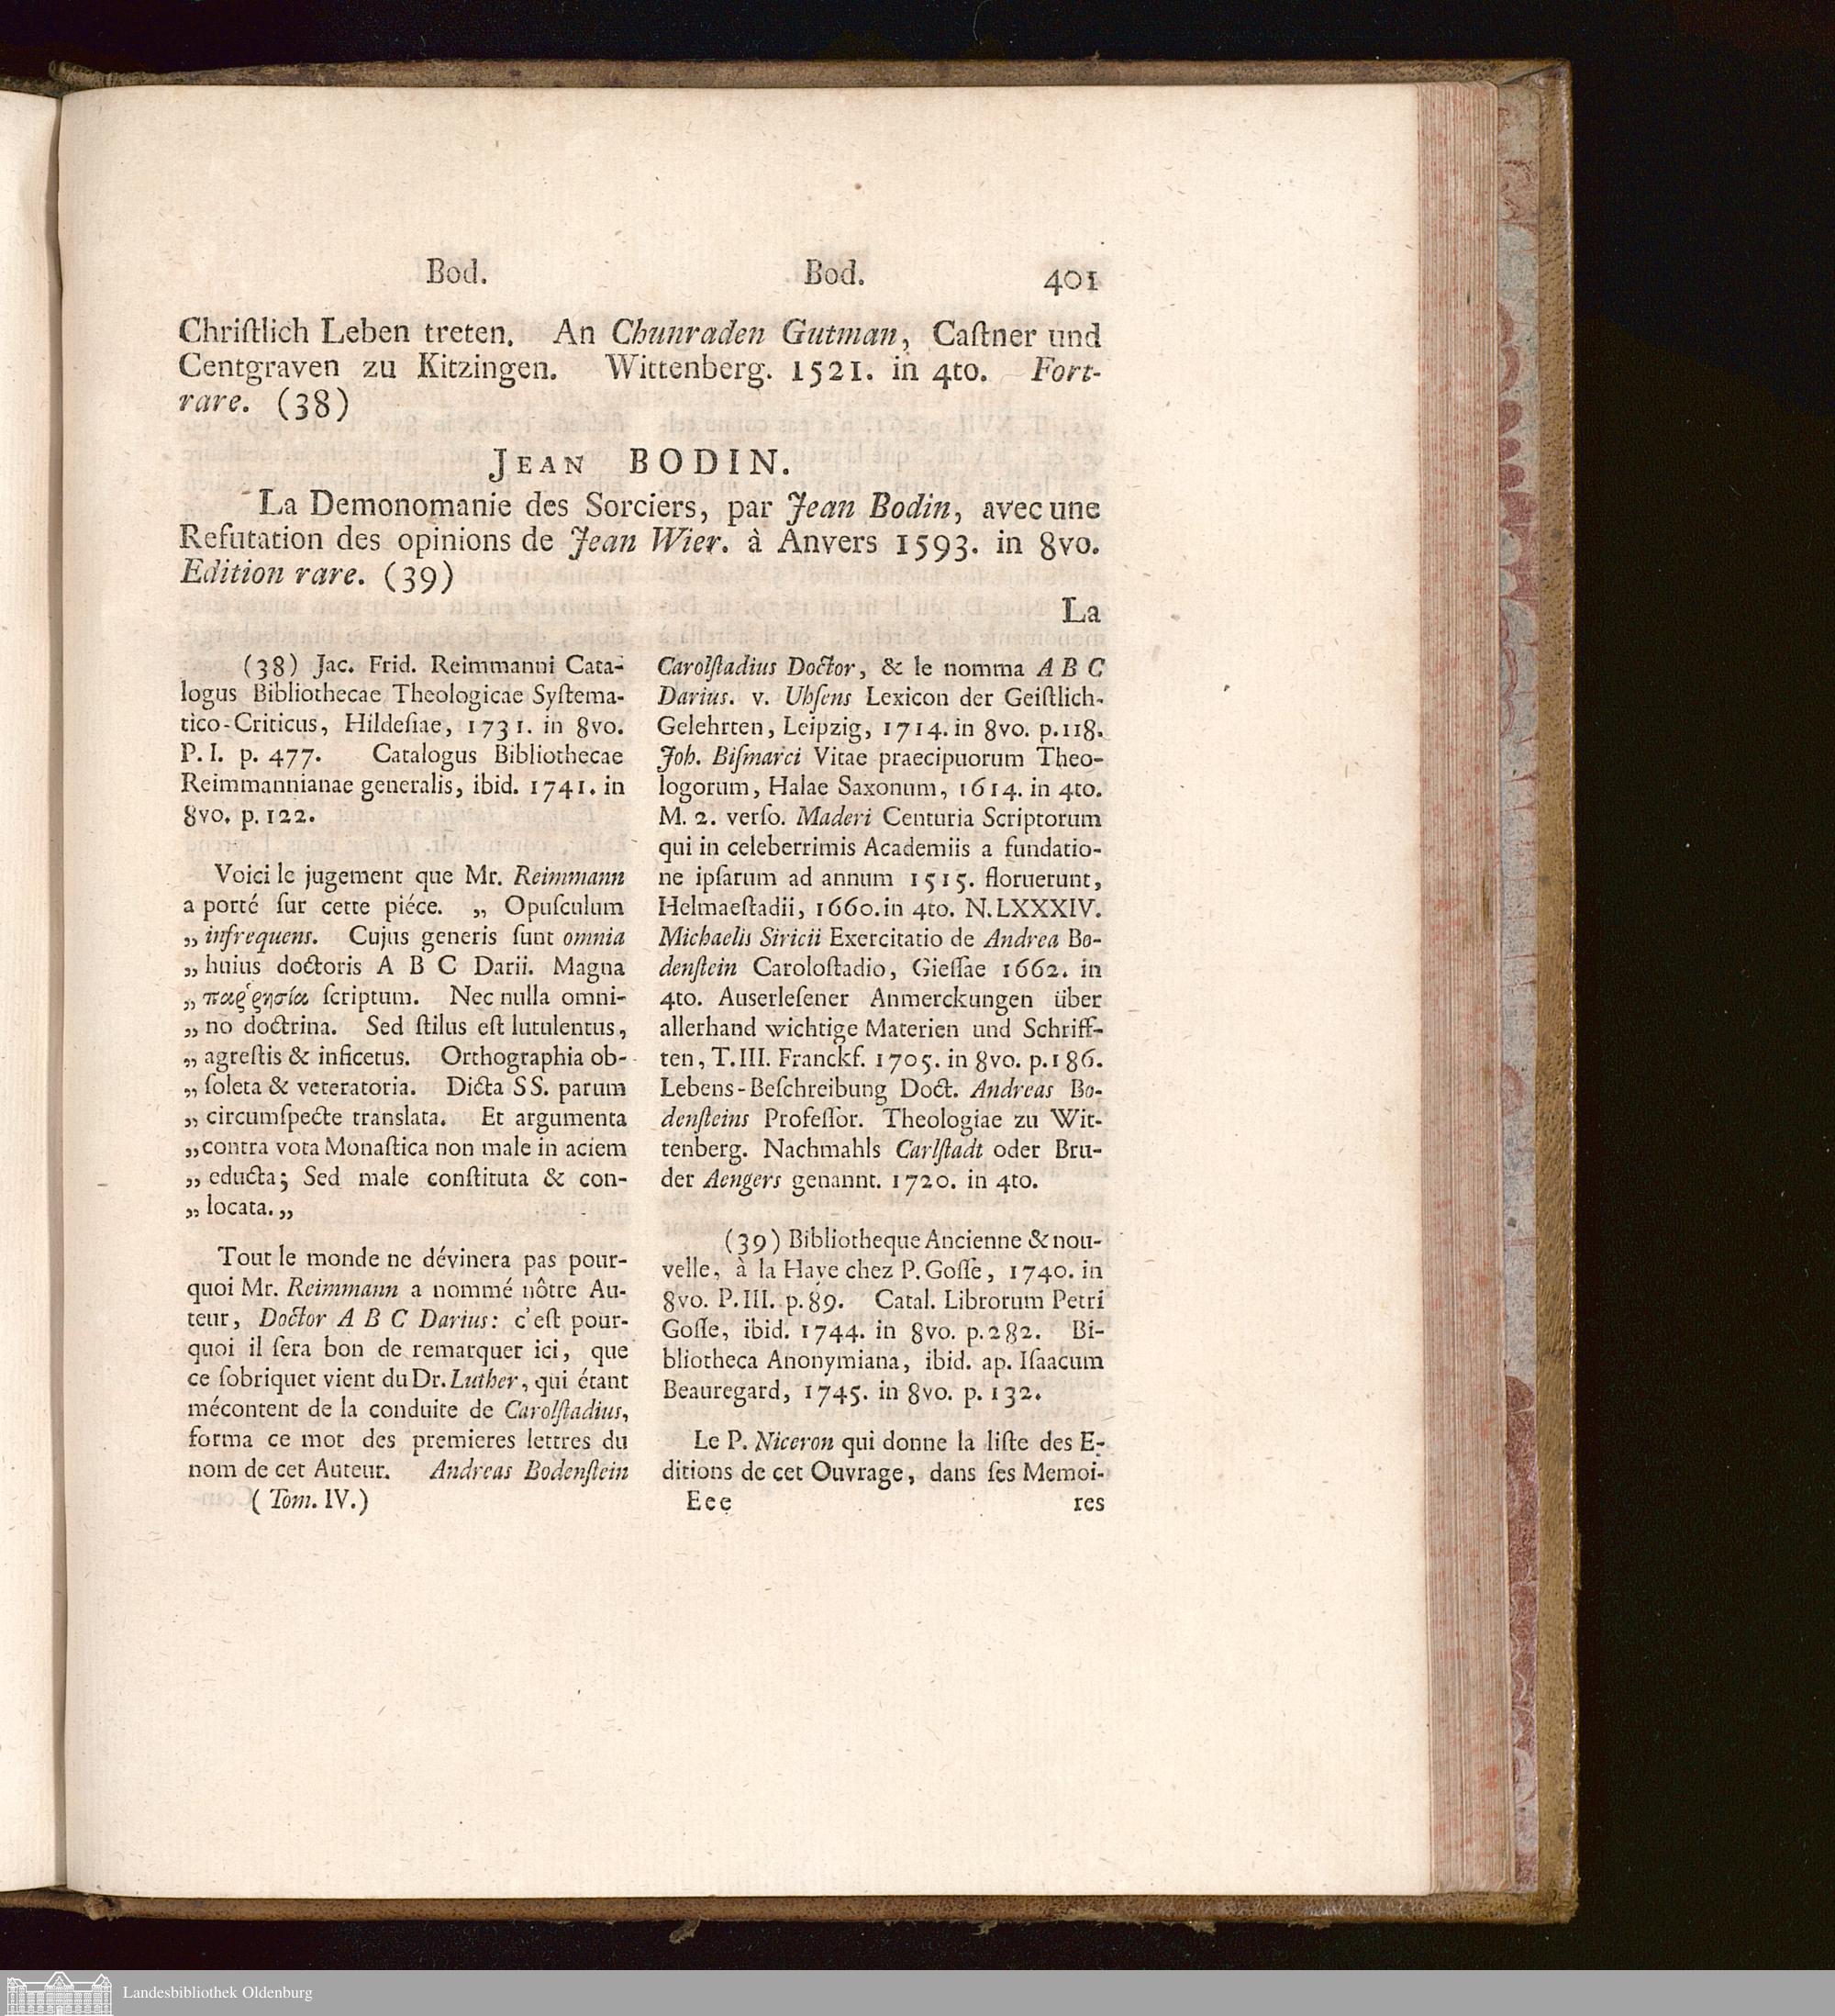 Bod. Bod. 401
Chriſtlich Leben treten. An Chunraden Gutman, Caſtner und
Centgraven zu Kitzingen. Wittenberg. 1521. in 4to. Fort-
rare. (38)
JEAN BODIN.
La Demonomanie des Sorciers, par Jean Bodin, avec une
Refutation des opinions de Jean Wier. à Anvers 1593. in 8vo.
Edition rare. (39)
La
(38) Jac. Frid. Reimmanni Cata-
logus Bibliothecae Theologicae Syſtema-
tico-Criticus, Hildeſiae, 1731. in 8vo.
P. I. p. 477. Catalogus Bibliothecae
Reimmannianae generalis, ibid. 1741. in
8vo. p. 122.
Voici le jugement que Mr. Reimmann
a porté ſur cette piéce. „ Opuſculum
„ infrequens. Cujus generis ſunt omnia
„ huius doctoris A B C Darii. Magna
„ παῤῥησία ſcriptum. Nec nulla omni-
„ no doctrina. Sed ſtilus eſt lutulentus,
„ agreſtis & inficetus. Orthographia ob-
„ ſoleta & veteratoria. Dicta SS. parum
„ circumſpecte translata. Et argumenta
„ contra vota Monaſtica non male in aciem
„ educta; Sed male conſtituta & con-
„ locata. „
Tout le monde ne dévinera pas pour-
quoi Mr. Reimmann a nommé nôtre Au-
teur, Doctor A B C Darius: c'eſt pour-
quoi il ſera bon de remarquer ici, que
ce ſobriquet vient du Dr. Luther, qui étant
mécontent de la conduite de Carolſtadius,
forma ce mot des premieres lettres du
nom de cet Auteur. Andreas Bodenſtein
(Tom. IV.)
Carolſtadius Doctor, & le nomma A B C
Darius. v. Uhſens Lexicon der Geiſtlich-
Gelehrten, Leipzig, 1714. in 8vo. p. 118.
Joh. Biſmarci Vitae praecipuorum Theo-
logorum, Halae Saxonum, 1614. in 4to.
M. 2. verſo. Maderi Centuria Scriptorum
qui in celeberrimis Academiis a fundatio-
ne ipſarum ad annum 1515. floruerunt,
Helmaeſtadii, 1660. in 4to. N. LXXXIV.
Michaelis Siricii Exercitatio de Andrea Bo-
denſtein Caroloſtadio, Gieſſae 1662. in
4to. Auserleſener Anmerckungen über
allerhand wichtige Materien und Schriff-
ten, T. III. Franckf. 1705. in 8vo. p. 186.
Lebens-Beſchreibung Doct. Andreas Bo-
denſteins Profeſſor. Theologiae zu Wit-
tenberg. Nachmahls Carlſtadt oder Bru-
der Aengers genannt. 1720. in 4to.
(39) Bibliotheque Ancienne & nou-
velle, à la Haye chez P. Goſſe, 1740. in
8vo. P. III. p. 89. Catal. Librorum Petri
Goſſe, ibid. 1744. in 8vo. p. 282. Bi-
bliotheca Anonymiana, ibid. ap. Iſaacum
Beauregard, 1745. in 8vo. p. 132.
Le P. Niceron qui donne la liſte des E-
ditions de cet Ouvrage, dans ſes Memoi-
Eee res
Landesbibliothek Oldenburg